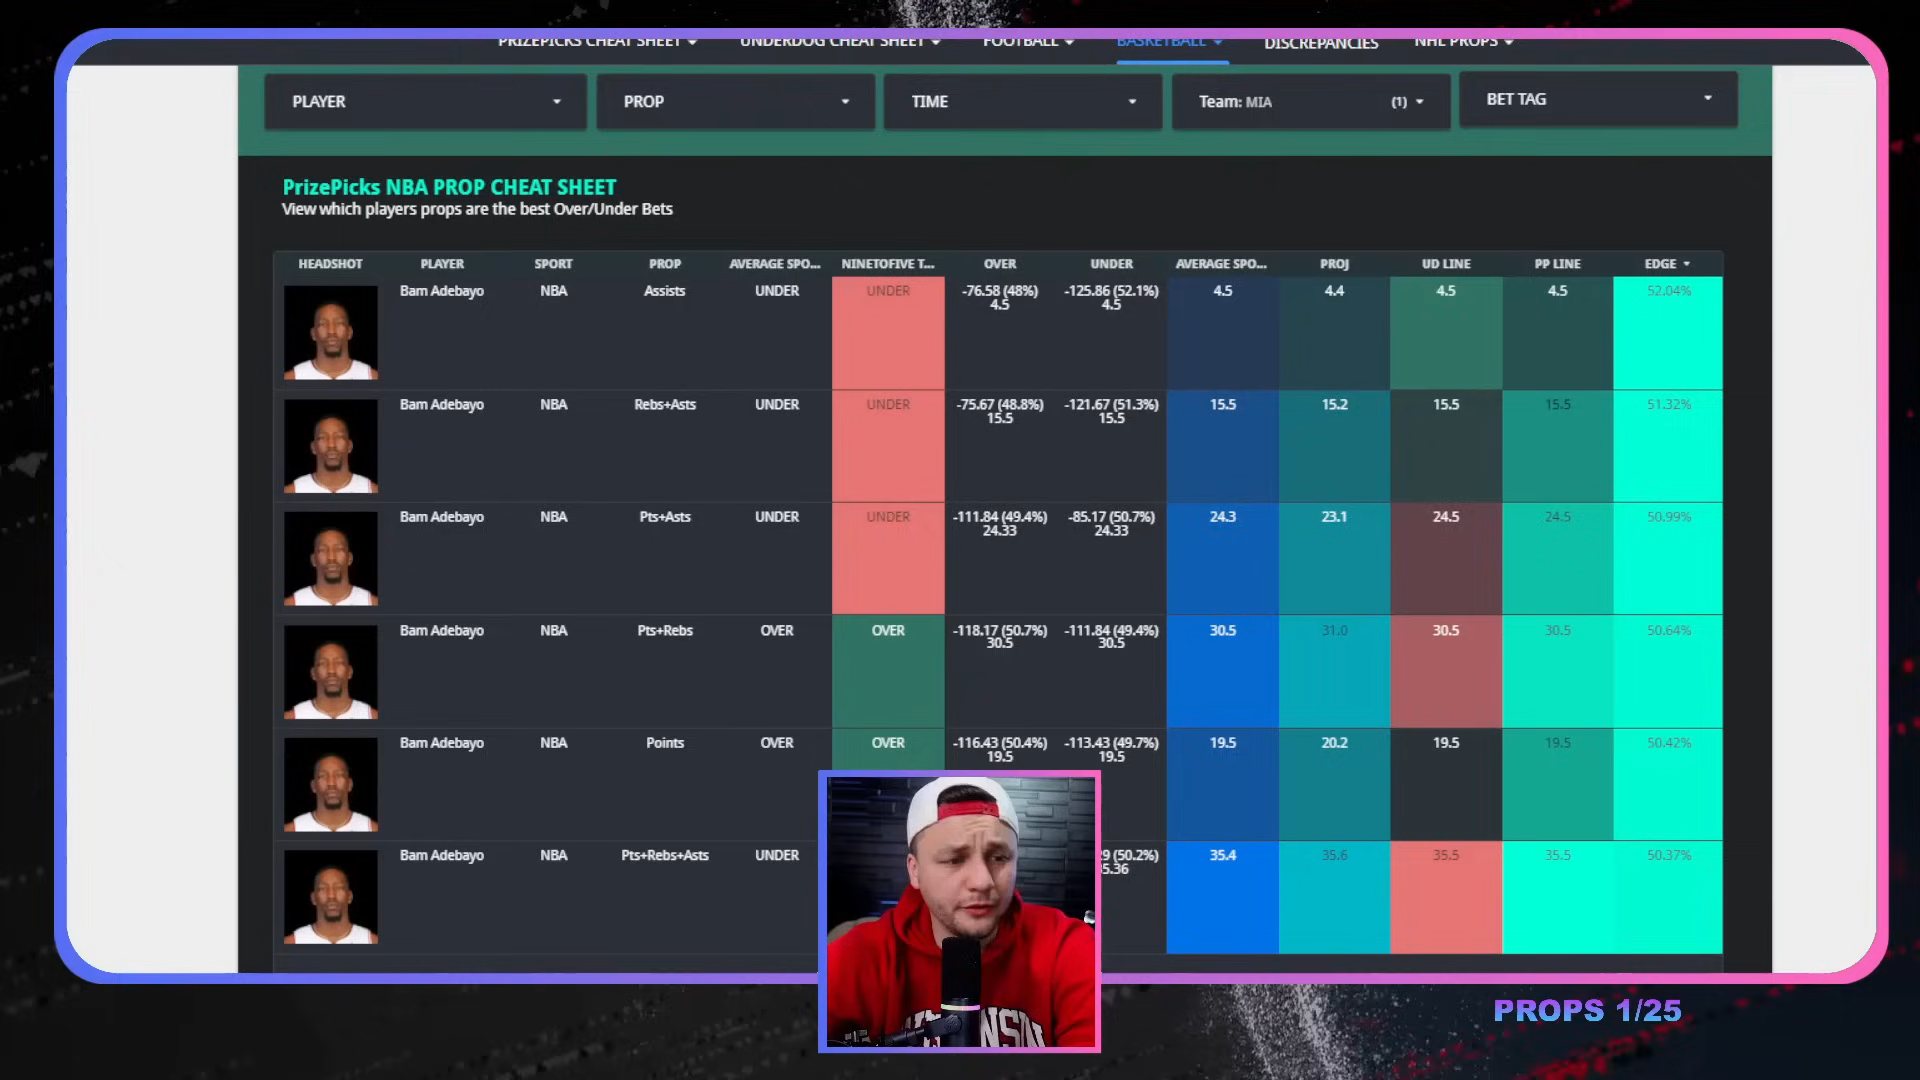 PRIZEPICKS CHEAT SHEET UNDERDOG CHEAT SHEET FOOTBALL BASKETBALL DISCREPANCIES NHL PROPS
PLAYER PROP TIME Team: MIA (1) BET TAG
PrizePicks NBA PROP CHEAT SHEET
View which players props are the best Over/Under Bets
HEADSHOT PLAYER SPORT PROP AVERAGE SPO... NINETOFIVE T... OVER UNDER AVERAGE SPO... PROJ UD LINE PP LINE EDGE
Bam Adebayo NBA Assists UNDER UNDER -76.58 (48%) -125.86 (52.1%) 4.5 4.4 4.5 4.5 52.04%
4.5 4.5
Bam Adebayo NBA Rebs+Asts UNDER UNDER -75.67 (48.8%) -121.67 (51.3%) 15.5 15.2 15.5 15.5 51.32%
15.5 15.5
Bam Adebayo NBA Pts+Asts UNDER UNDER -111.84 (49.4%) -85.17 (50.7%) 24.3 23.1 24.5 24.5 50.99%
24.33 24.33
Bam Adebayo NBA Pts+Rebs OVER OVER -118.17 (50.7%) -111.84 (49.4%) 30.5 31.0 30.5 30.5 50.64%
30.5 30.5
Bam Adebayo NBA Points OVER OVER -116.43 (50.4%) -113.43 (49.7%) 19.5 20.2 19.5 19.5 50.42%
19.5 19.5
Bam Adebayo NBA Pts+Rebs+Asts UNDER (50.2%) 35.4 35.6 35.5 35.5 50.37%
PROPS 1/25